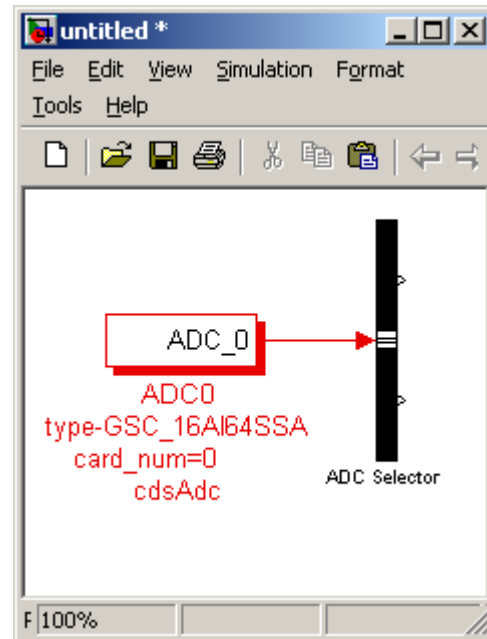 untitled *
File Edit View Simulation Format
Tools Help
ADC_0
ADC0
type-GSC_16AI64SSA
card_num=0
cdsAdc
ADC Selector
F 100%